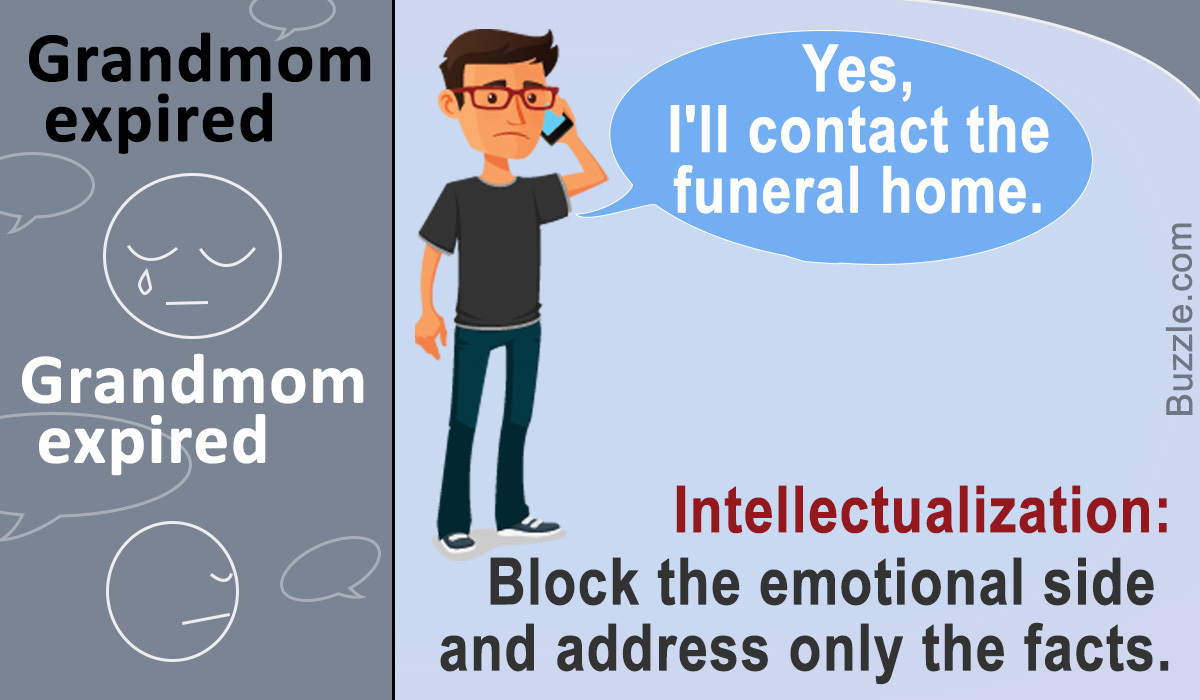 Grandmom
expired
Grandmom
expired
Yes,
I'll contact the
funeral home.
Buzzle.com
Intellectualization:
Block the emotional side
and address only the facts.